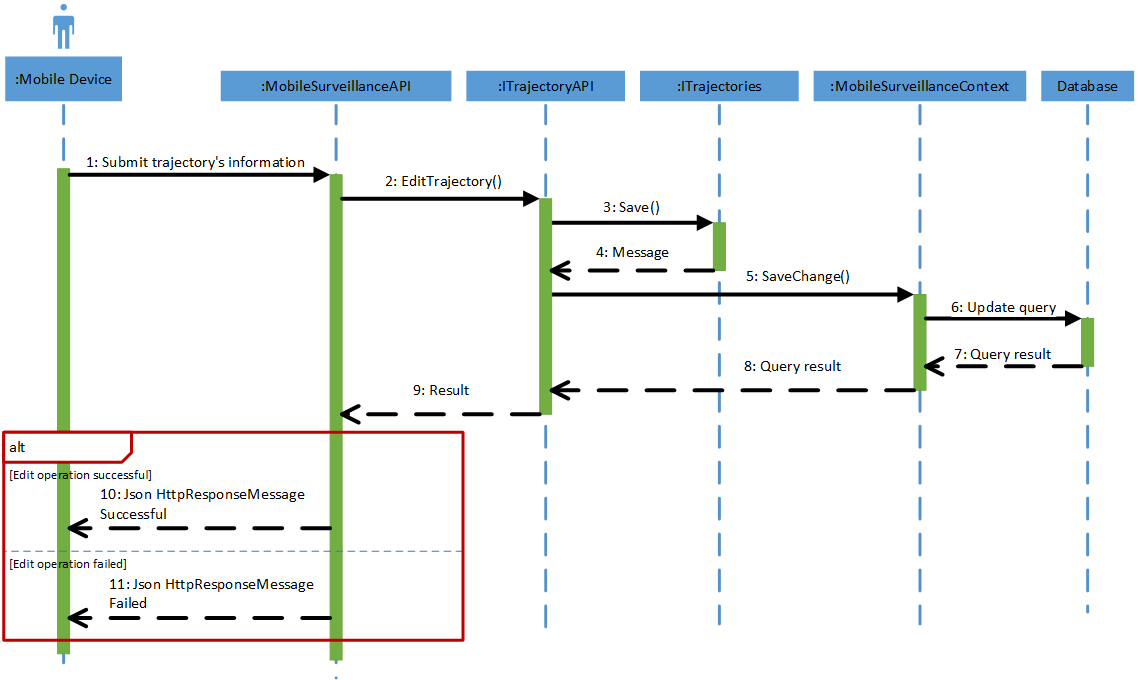 :Mobile Device
:MobileSurveillanceAPI
:ITrajectoryAPI
:ITrajectories
:MobileSurveillanceContext
Database
1: Submit trajectory's information
2: EditTrajectory()
3: Save()
4: Message
5: SaveChange()
6: Update query
7: Query result
8: Query result
9: Result
alt
[Edit operation successful]
10: Json HttpResponseMessage
Successful
[Edit operation failed]
11: Json HttpResponseMessage
Failed